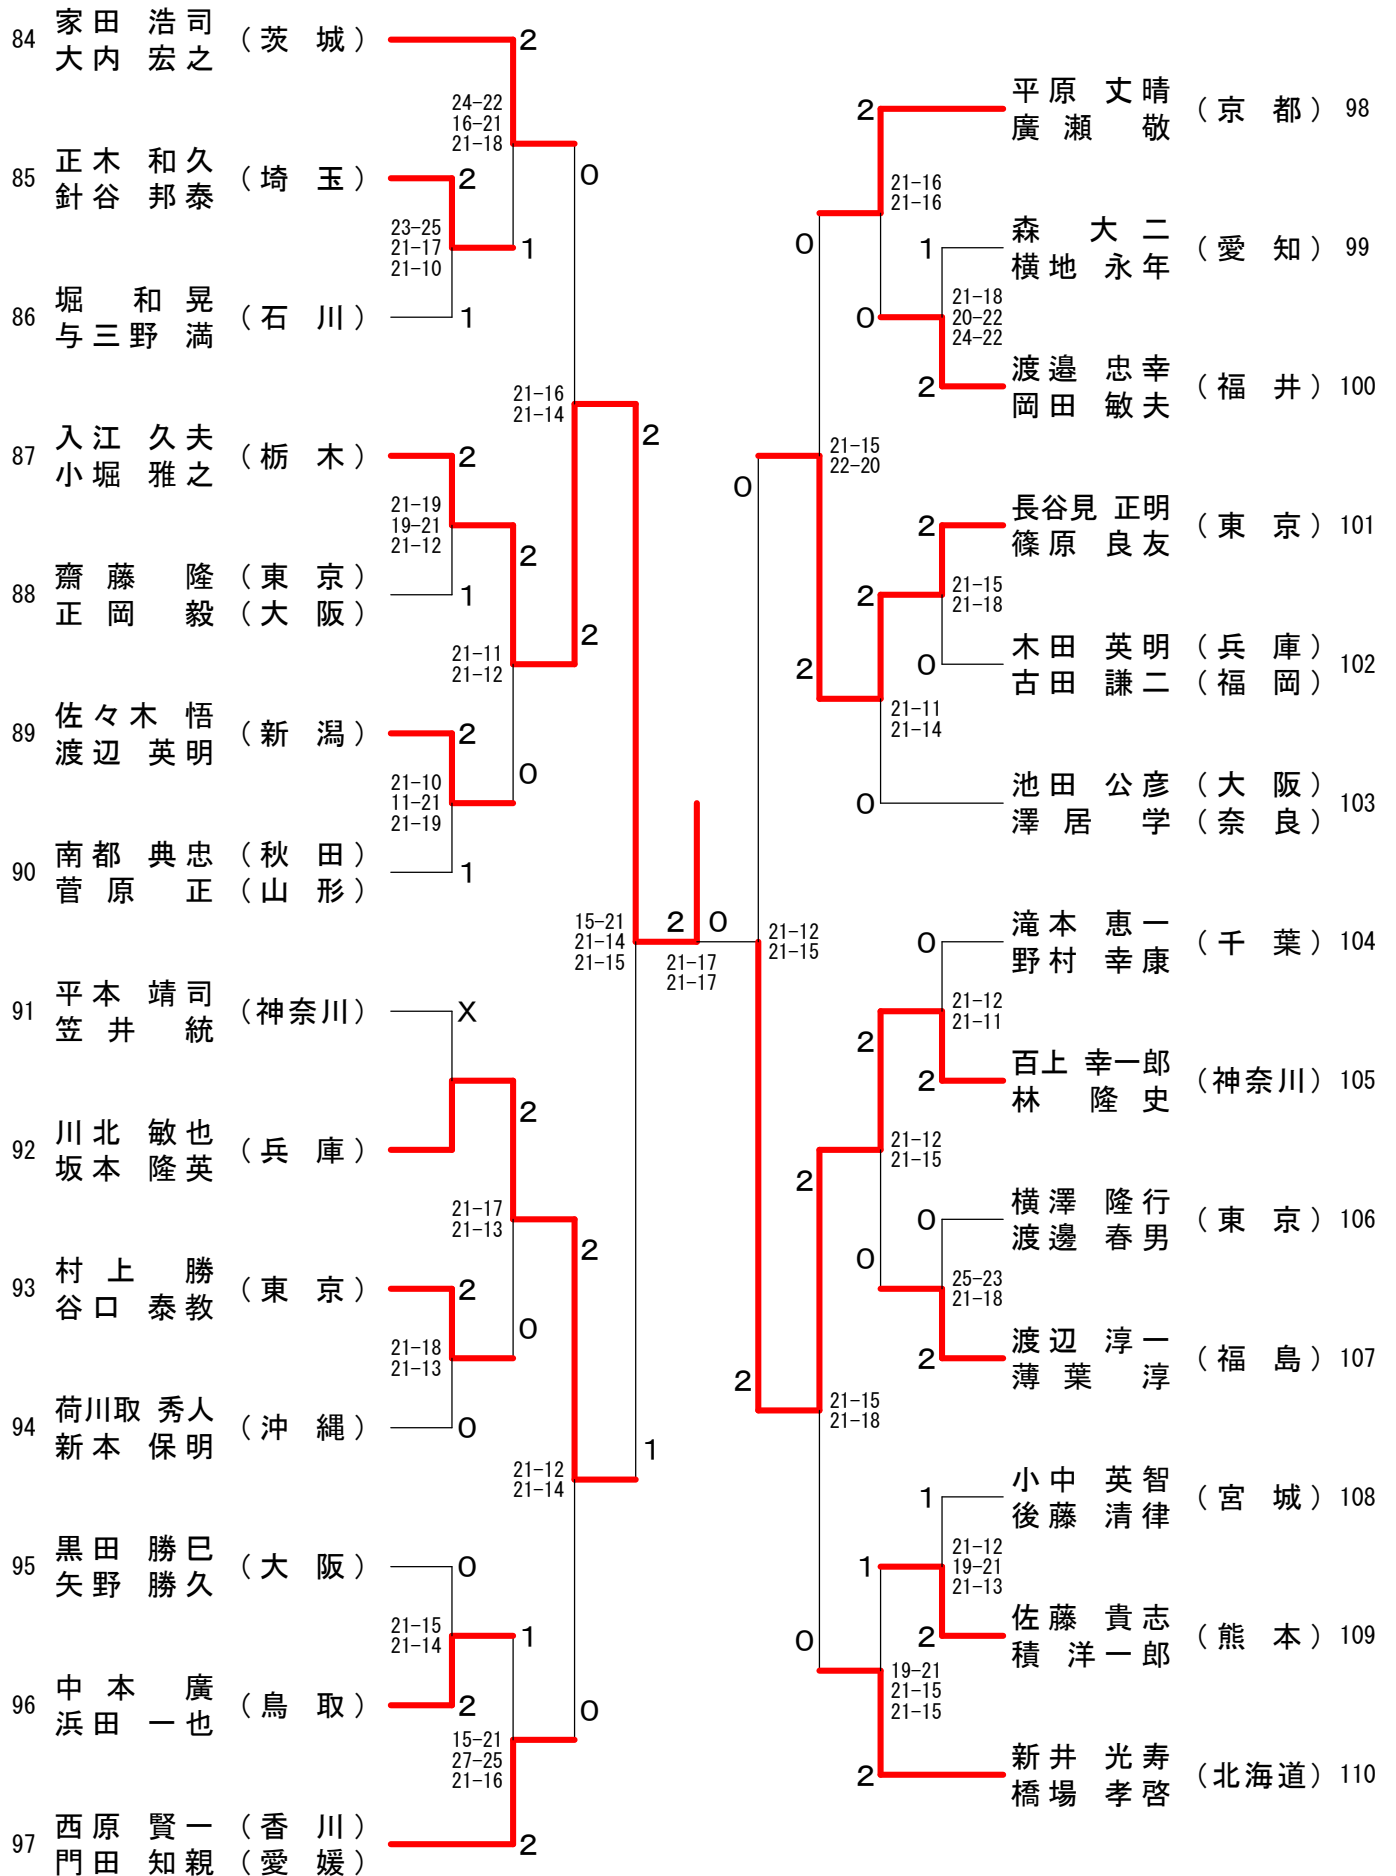 84 家田 浩司 (茨 城) 2
大内 宏之
24-22
16-21
21-18
0
85 正木 和久 (埼 玉) 2
針谷 邦泰
23-25
21-17
21-10
1
86 堀 和晃 (石 川) 1
与三野 満
21-16
21-14
2
87 入江 久夫 (栃 木) 2
小堀 雅之
21-19
19-21
21-12
2
88 齋藤 隆 (東 京) 1
正岡 毅 (大 阪)
21-11
21-12
2
89 佐々木 悟 (新 潟) 2
渡辺 英明
21-10
11-21
21-19
0
90 南都 典忠 (秋 田) 1
菅原 正 (山 形)
15-21
21-14
21-15
2 0
21-17
21-17
91 平本 靖司 (神奈川) X
笠井 統
2
92 川北 敏也 (兵 庫)
坂本 隆英
21-17
21-13
2
93 村上 勝 (東 京) 2
谷口 泰教
21-18
21-13
0
94 荷川取 秀人 (沖 縄) 0
新本 保明
21-12
21-14
1
95 黒田 勝巳 (大 阪) 0
矢野 勝久
21-15
21-14
1
96 中本 廣 (鳥 取) 2
浜田 一也
15-21
27-25
21-16
0
97 西原 賢一 (香 川) 2
門田 知親 (愛 媛)
2 平原 丈晴 (京 都) 98
廣瀬 敬
21-16
21-16
0
1 森 大二 (愛 知) 99
横地 永年
21-18
20-22
24-22
0
2 渡邉 忠幸 (福 井) 100
岡田 敏夫
21-15
22-20
0
2 長谷見 正明 (東 京) 101
篠原 良友
21-15
21-18
2
0 木田 英明 (兵 庫) 102
古田 謙二 (福 岡)
2
21-11
21-14
0 池田 公彦 (大 阪) 103
澤居 学 (奈 良)
21-12
21-15
0 滝本 恵一 (千 葉) 104
野村 幸康
21-12
21-11
2
2 百上 幸一郎 (神奈川) 105
林 隆史
21-12
21-15
2
0 横澤 隆行 (東 京) 106
渡邊 春男
0
25-23
21-18
2 渡辺 淳一 (福 島) 107
薄葉 淳
2
21-15
21-18
1 小中 英智 (宮 城) 108
後藤 清律
21-12
19-21
21-13
1
2 佐藤 貴志 (熊 本) 109
積 洋一郎
0
19-21
21-15
21-15
2 新井 光寿 (北海道) 110
橋場 孝啓